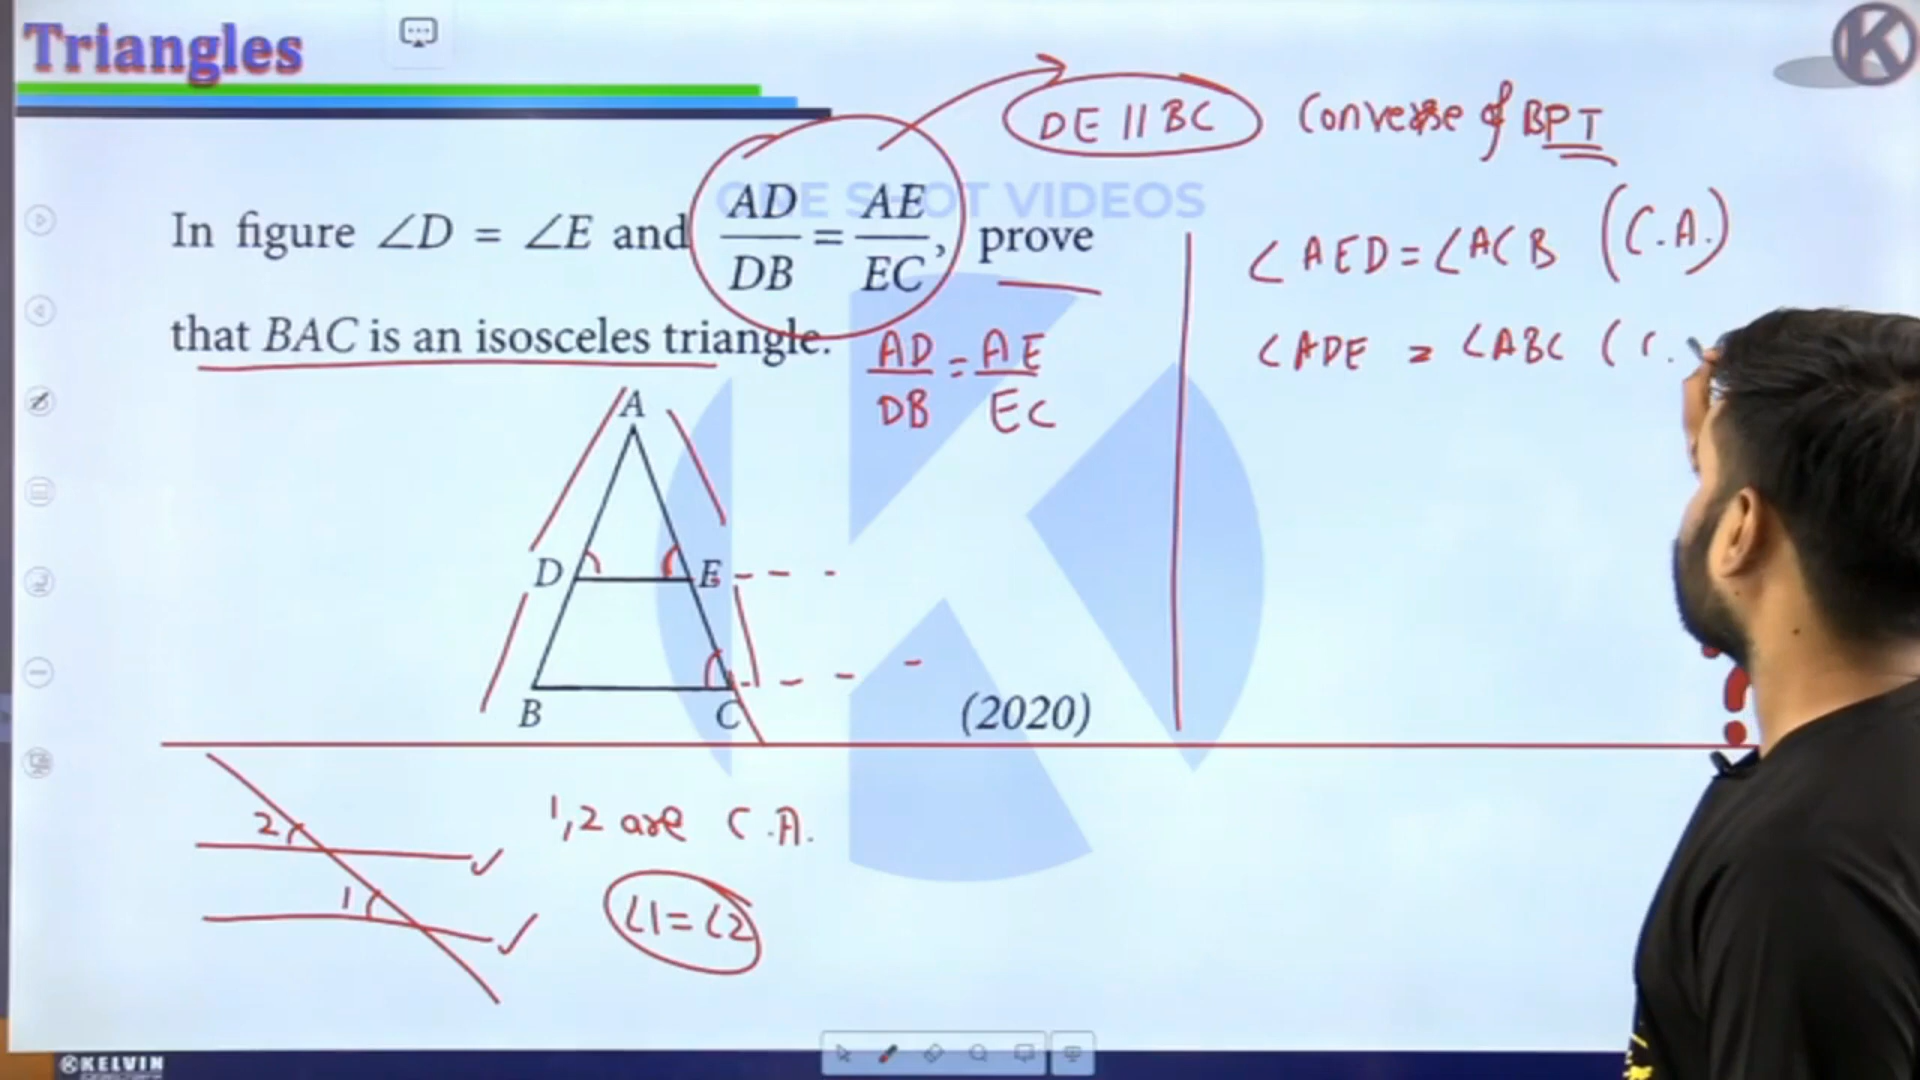 Triangles
K
DE || BC Converse of BPT
ONE SHOT VIDEOS
In figure ∠D = ∠E and AD/DB = AE/EC, prove
that BAC is an isosceles triangle.
AD/DB = AE/EC
∠AED = ∠ACB (C.A.)
∠ADE = ∠ABC (C.
A
D
E
B
C
(2020)
2
1
1,2 are C.A.
∠1 = ∠2
?
KELVIN